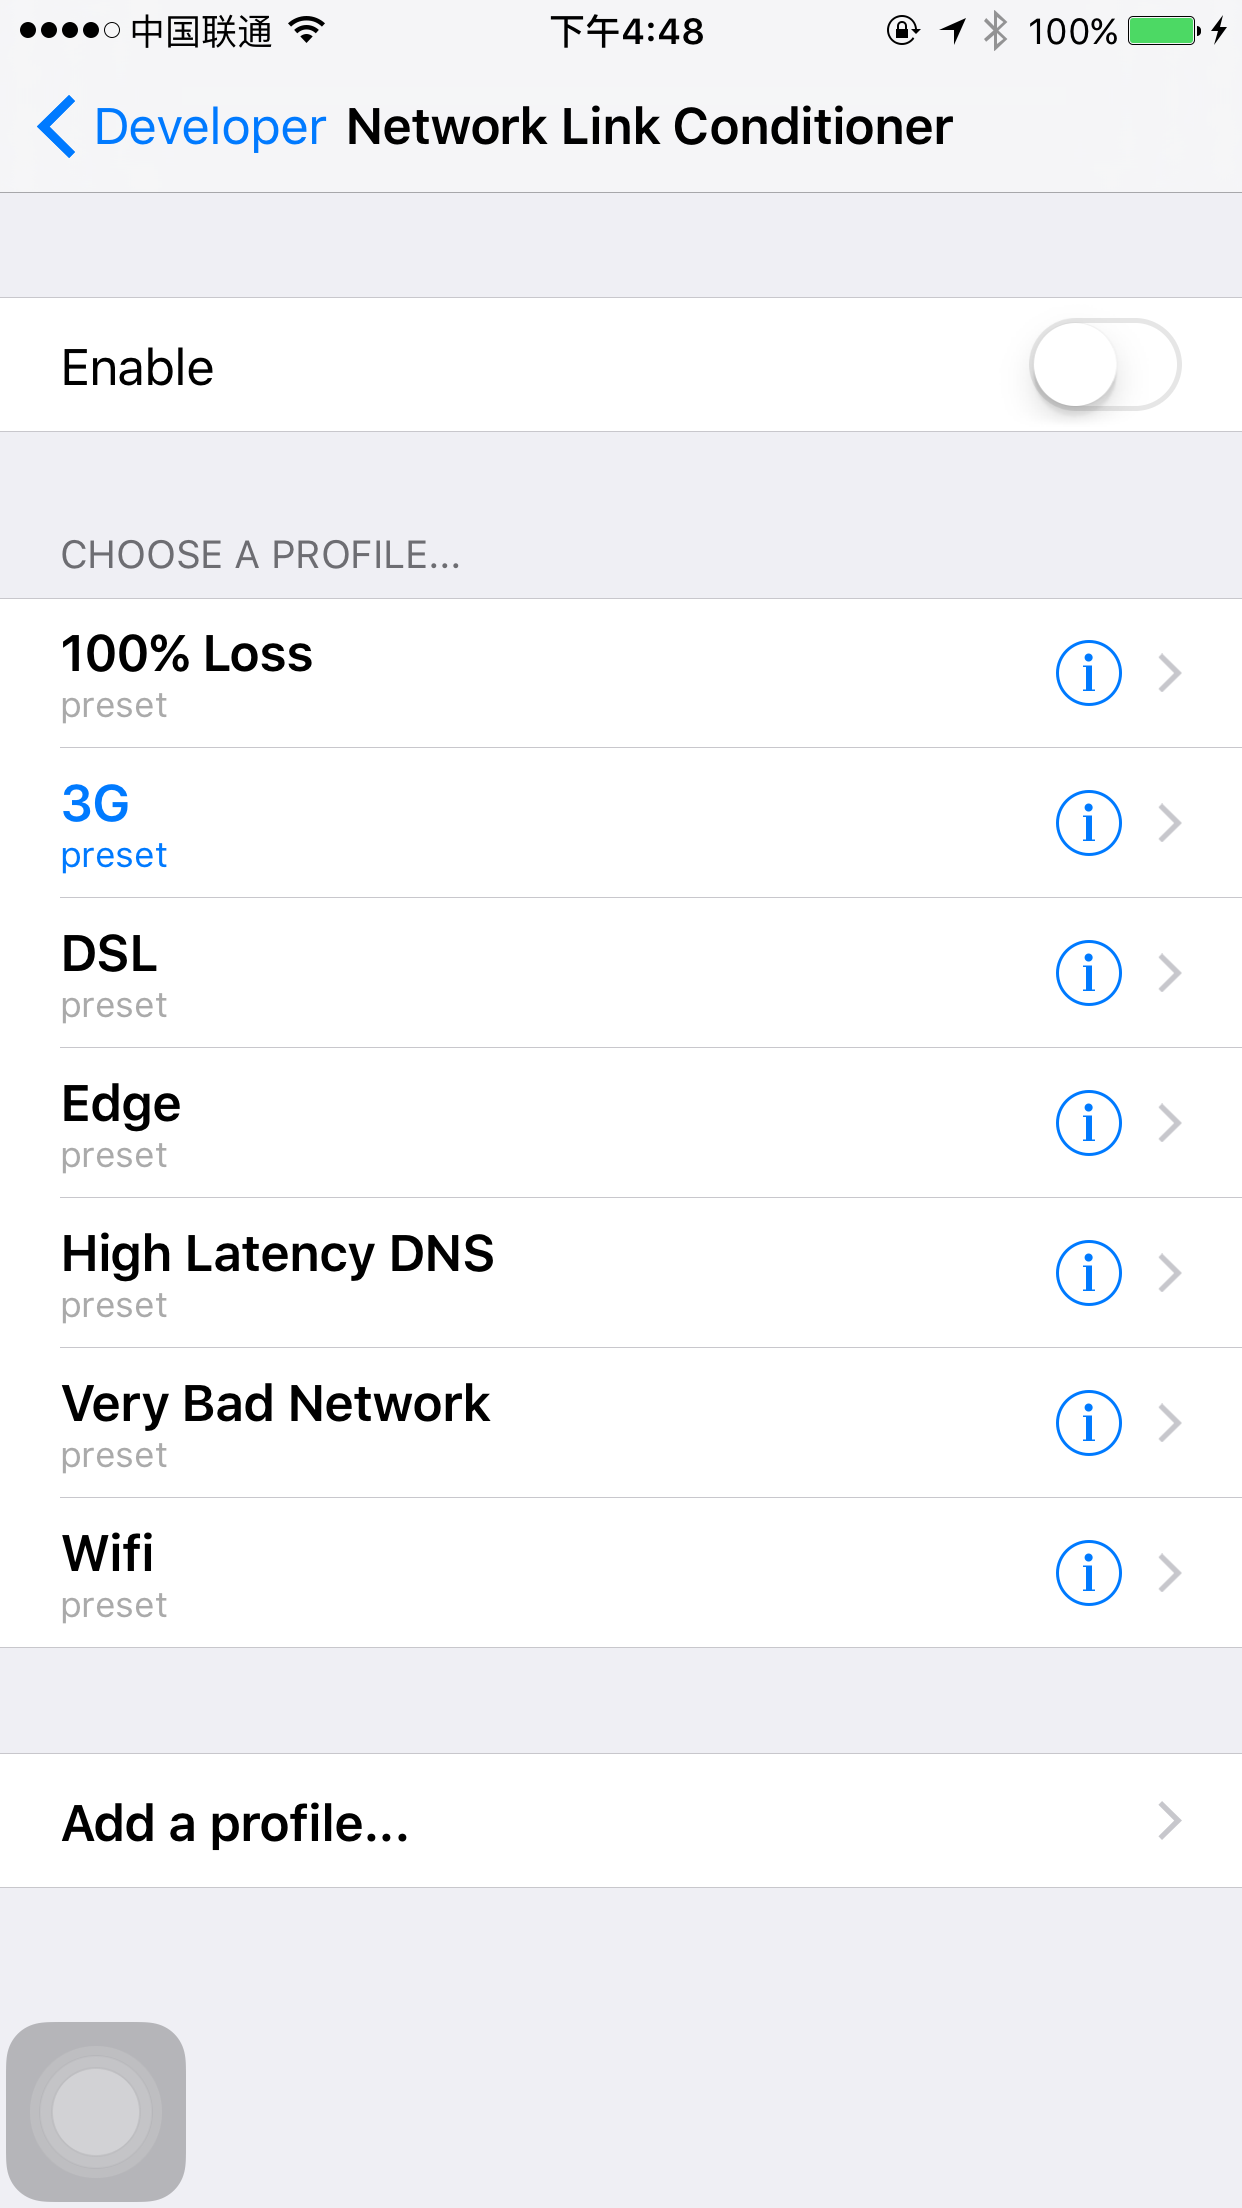 中国联通 下午4:48 100%
Developer Network Link Conditioner
Enable
CHOOSE A PROFILE...
100% Loss
preset
3G
preset
DSL
preset
Edge
preset
High Latency DNS
preset
Very Bad Network
preset
Wifi
preset
Add a profile...